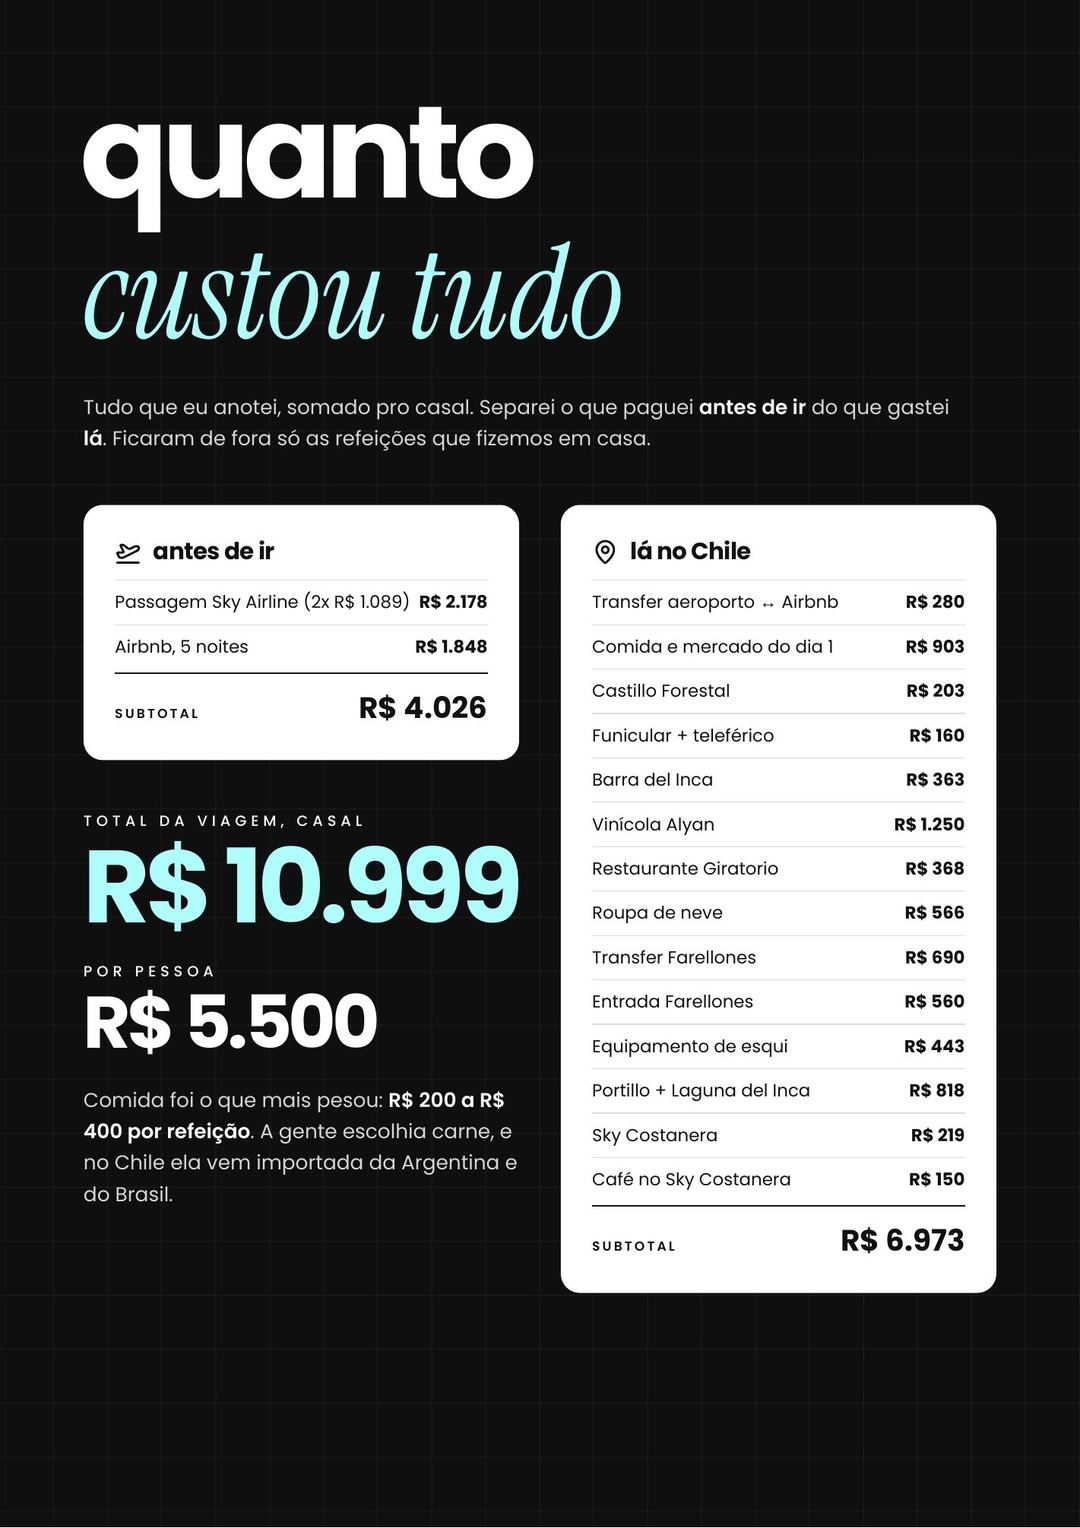 quanto
custou tudo
Tudo que eu anotei, somado pro casal. Separei o que paguei antes de ir do que gastei
lá. Ficaram de fora só as refeições que fizemos em casa.
antes de ir
Passagem Sky Airline (2x R$ 1.089) R$ 2.178
Airbnb, 5 noites R$ 1.848
SUBTOTAL R$ 4.026
TOTAL DA VIAGEM, CASAL
R$ 10.999
POR PESSOA
R$ 5.500
Comida foi o que mais pesou: R$ 200 a R$
400 por refeição. A gente escolhia carne, e
no Chile ela vem importada da Argentina e
do Brasil.
lá no Chile
Transfer aeroporto ↔ Airbnb R$ 280
Comida e mercado do dia 1 R$ 903
Castillo Forestal R$ 203
Funicular + teleférico R$ 160
Barra del Inca R$ 363
Vinícola Alyan R$ 1.250
Restaurante Giratorio R$ 368
Roupa de neve R$ 566
Transfer Farellones R$ 690
Entrada Farellones R$ 560
Equipamento de esqui R$ 443
Portillo + Laguna del Inca R$ 818
Sky Costanera R$ 219
Café no Sky Costanera R$ 150
SUBTOTAL R$ 6.973